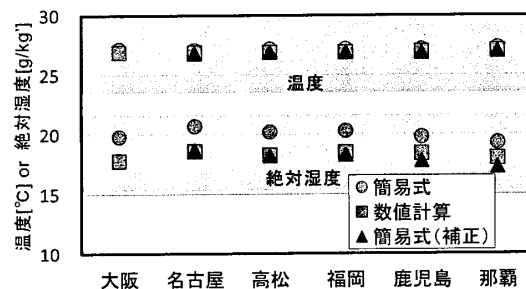 温度[℃] or 絶対湿度[g/kg']
30
25
20
15
10
温度
絶対湿度
簡易式
数値計算
簡易式(補正)
大阪 名古屋 高松 福岡 鹿児島 那覇